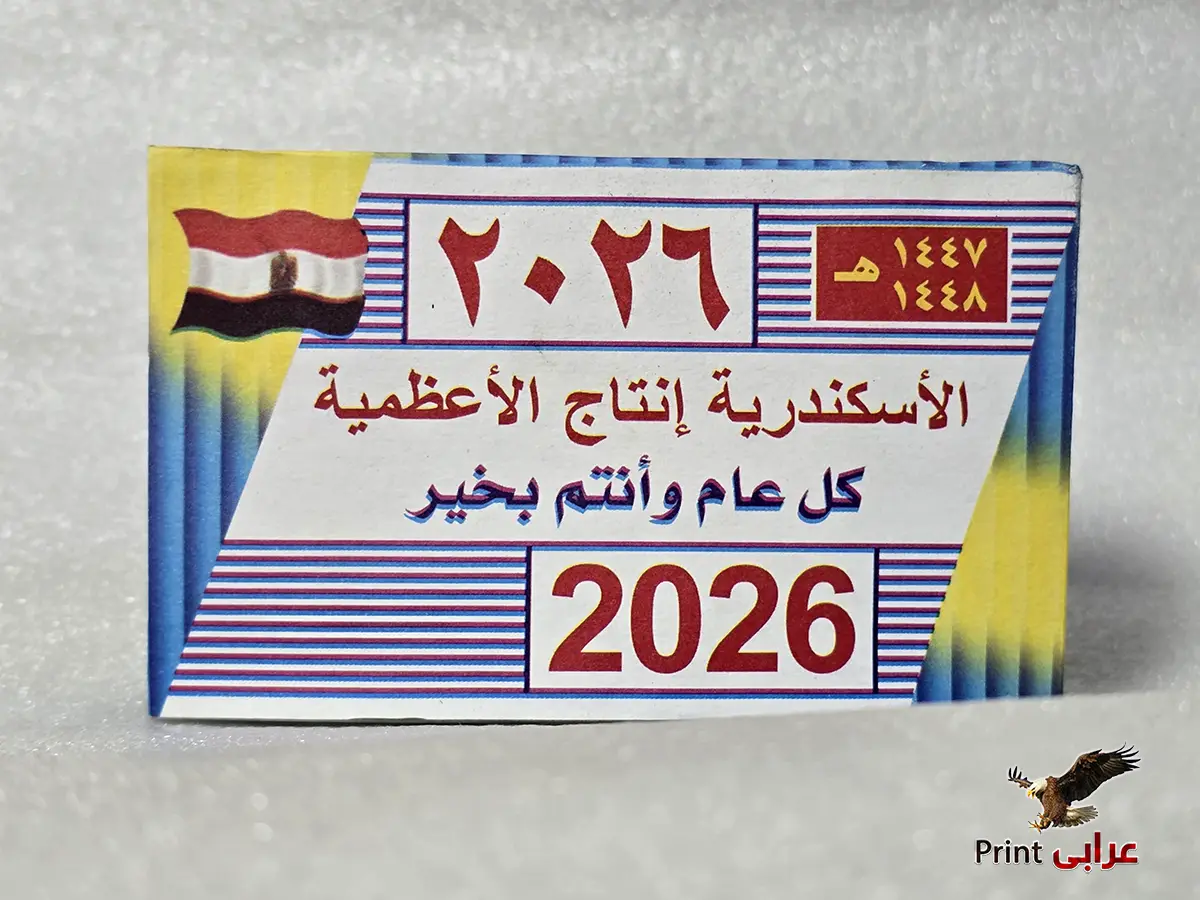 ٢٠٢٦
١٤٤٧
١٤٤٨
هـ
الأسكندرية إنتاج الأعظمية
كل عام وأنتم بخير
2026
Print عرابى